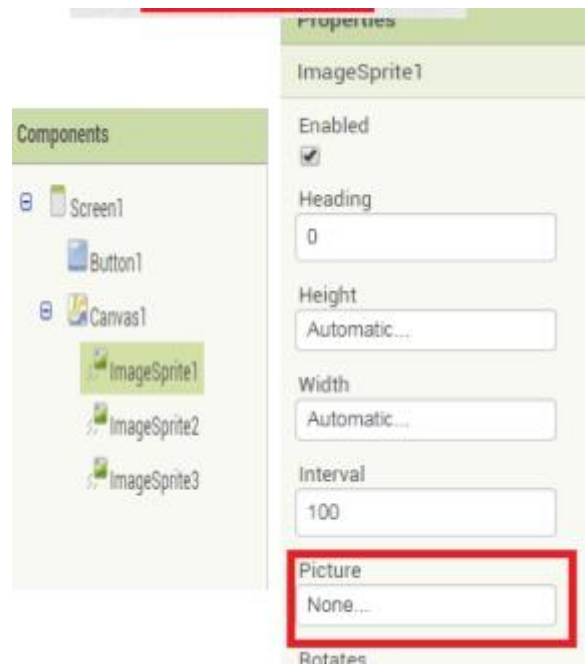 Properties
ImageSprite1
Components
Screen1
Button1
Canvas1
ImageSprite1
ImageSprite2
ImageSprite3
Enabled
Heading
0
Height
Automatic...
Width
Automatic...
Interval
100
Picture
None...
Rotates